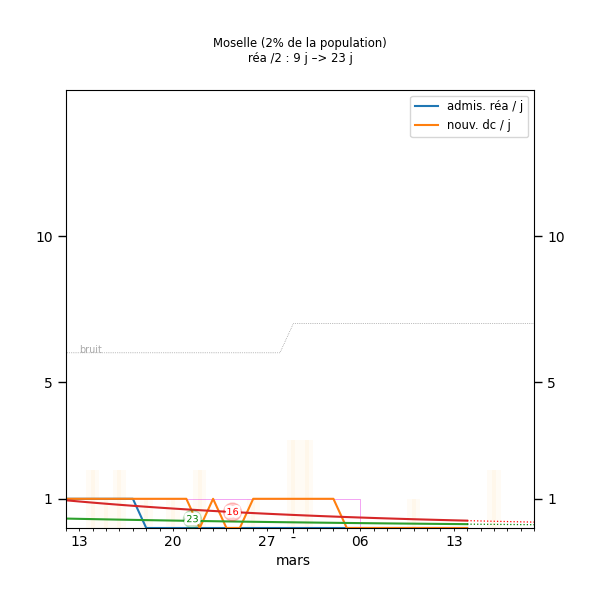 Moselle (2% de la population)
réa /2 : 9 j –> 23 j
admis. réa / j
nouv. dc / j
10 10
bruit
5 5
1 1
16
23
13 20 27 - 06 13
mars